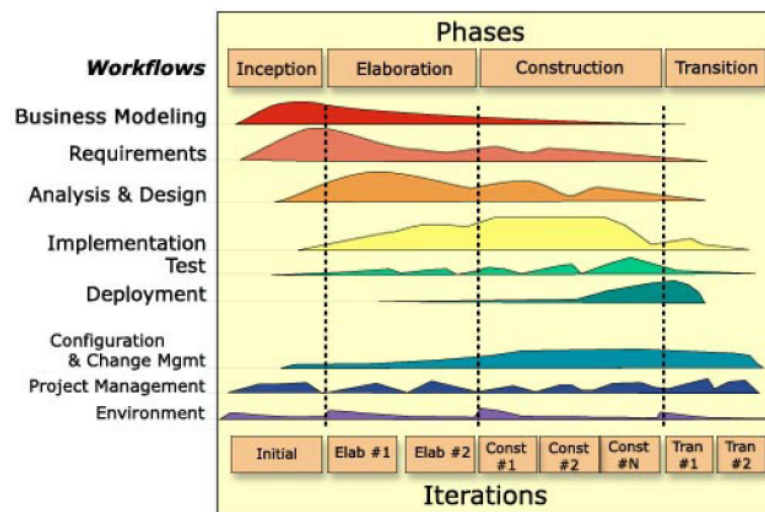 Phases
Workflows
Inception
Elaboration
Construction
Transition
Business Modeling
Requirements
Analysis & Design
Implementation
Test
Deployment
Configuration
& Change Mgmt
Project Management
Environment
Initial
Elab #1
Elab #2
Const
#1
Const
#2
Const
#N
Tran
#1
Tran
#2
Iterations